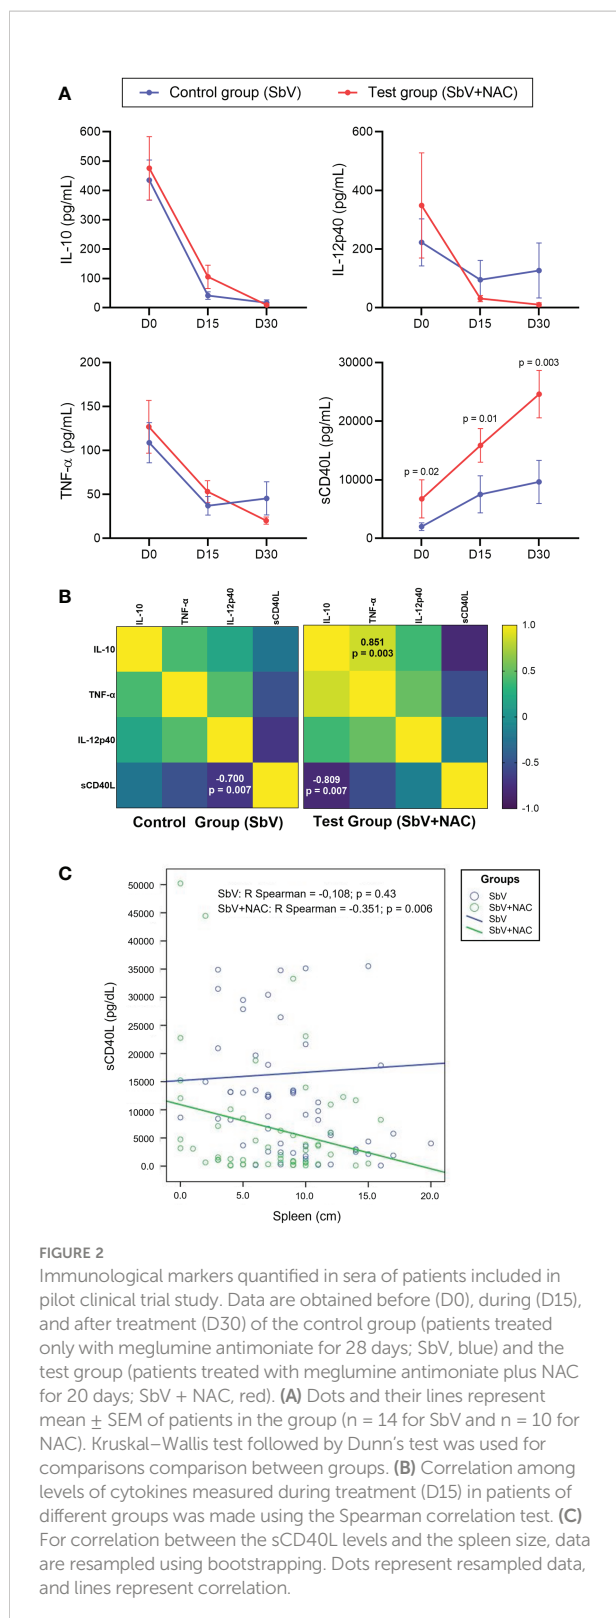 A
Control group (SbV)
Test group (SbV+NAC)
IL-10 (pg/mL)
600
500
400
300
200
100
0
D0 D15 D30
IL-12p40 (pg/mL)
600
400
200
0
D0 D15 D30
TNF-α (pg/mL)
200
150
100
50
0
D0 D15 D30
sCD40L (pg/mL)
30000
20000
10000
0
p = 0.02
p = 0.01
p = 0.003
D0 D15 D30
B
IL-10 TNF-α IL-12p40 sCD40L IL-10 TNF-α IL-12p40 sCD40L
IL-10
TNF-α
IL-12p40
sCD40L
-0.700
p = 0.007
0.851
p = 0.003
-0.809
p = 0.007
1.0
0.5
0
-0.5
-1.0
Control Group (SbV)
Test Group (SbV+NAC)
C
SbV: R Spearman = -0,108; p = 0.43
SbV+NAC: R Spearman = -0.351; p = 0.006
sCD40L (pg/dL)
50000
45000
40000
35000
30000
25000
20000
15000
10000
5000
0.0
0.0 5.0 10.0 15.0 20.0
Spleen (cm)
Groups
SbV
SbV+NAC
SbV
SbV+NAC
FIGURE 2
Immunological markers quantified in sera of patients included in
pilot clinical trial study. Data are obtained before (D0), during (D15),
and after treatment (D30) of the control group (patients treated
only with meglumine antimoniate for 28 days; SbV, blue) and the
test group (patients treated with meglumine antimoniate plus NAC
for 20 days; SbV + NAC, red). (A) Dots and their lines represent
mean ± SEM of patients in the group (n = 14 for SbV and n = 10 for
NAC). Kruskal–Wallis test followed by Dunn's test was used for
comparisons comparison between groups. (B) Correlation among
levels of cytokines measured during treatment (D15) in patients of
different groups was made using the Spearman correlation test. (C)
For correlation between the sCD40L levels and the spleen size, data
are resampled using bootstrapping. Dots represent resampled data,
and lines represent correlation.